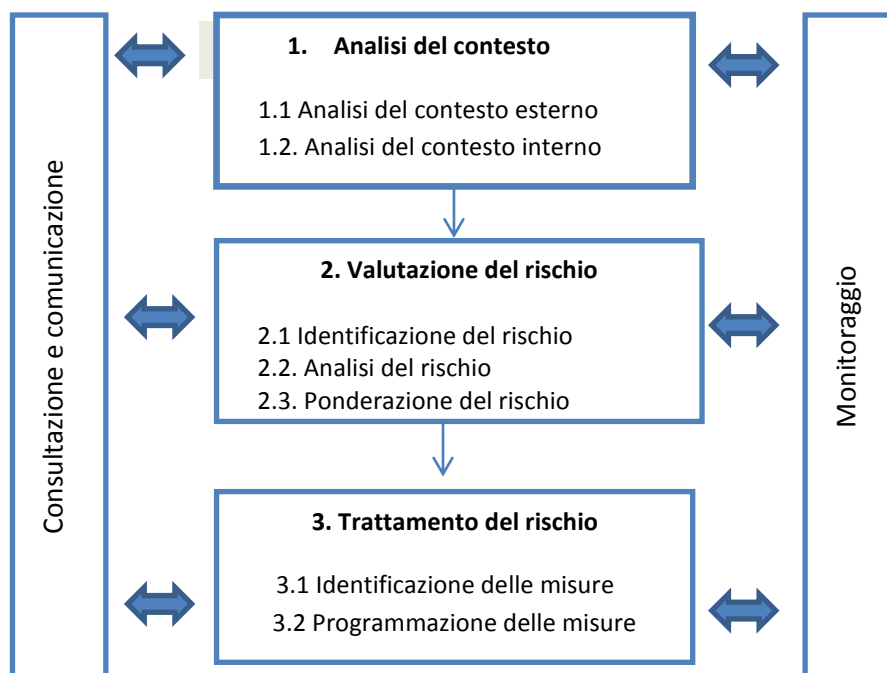 Consultazione e comunicazione
1. Analisi del contesto
1.1 Analisi del contesto esterno
1.2. Analisi del contesto interno
2. Valutazione del rischio
2.1 Identificazione del rischio
2.2. Analisi del rischio
2.3. Ponderazione del rischio
3. Trattamento del rischio
3.1 Identificazione delle misure
3.2 Programmazione delle misure
Monitoraggio